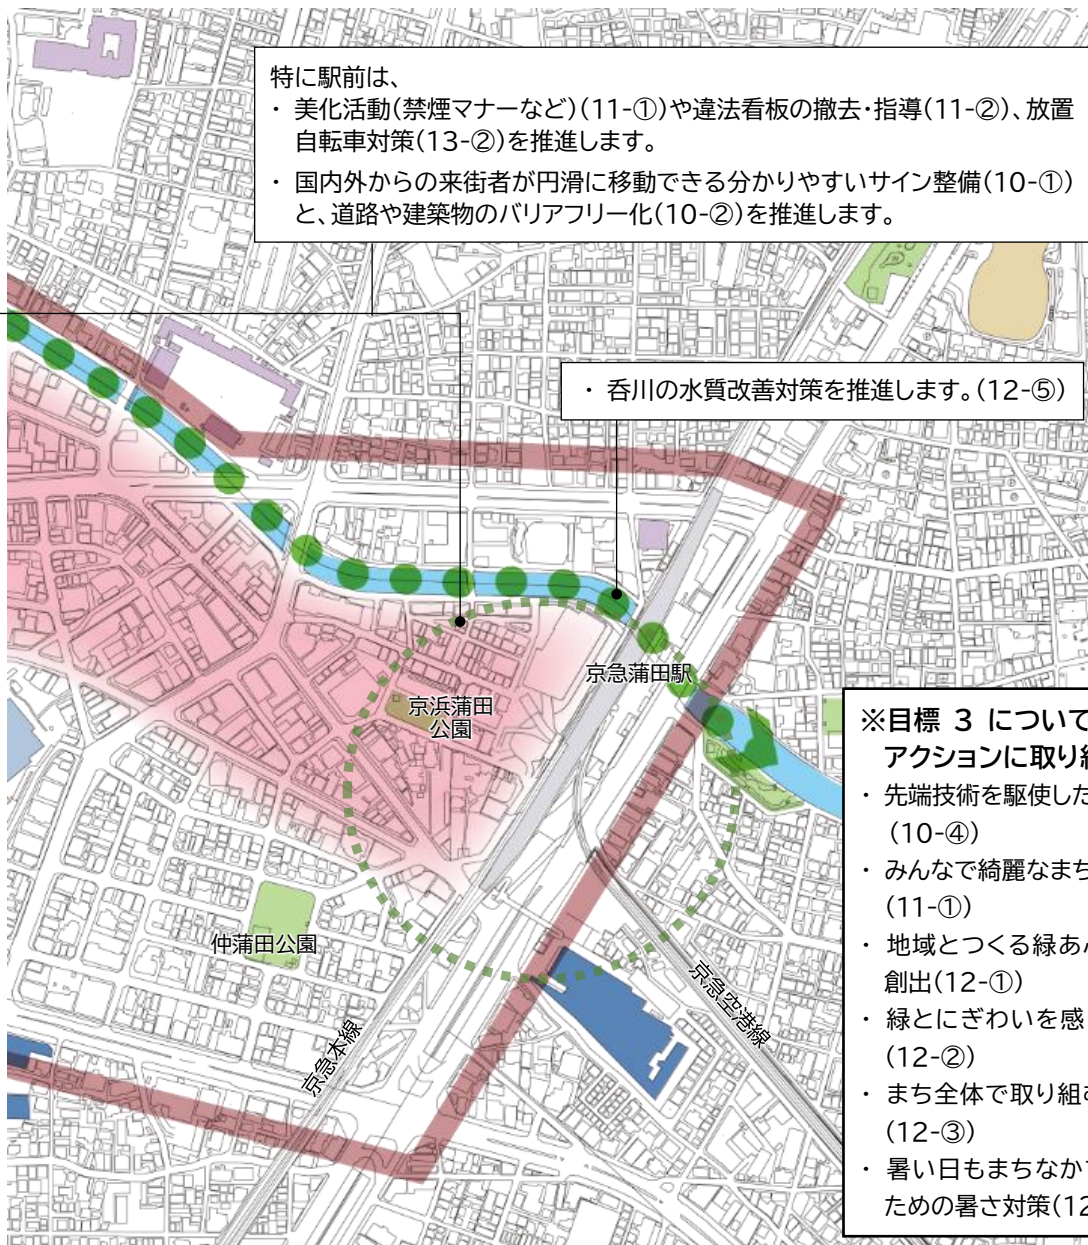 特に駅前は、
・ 美化活動(禁煙マナーなど)(11-①)や違法看板の撤去・指導(11-②)、放置
自転車対策(13-②)を推進します。
・ 国内外からの来街者が円滑に移動できる分かりやすいサイン整備(10-①)
と、道路や建築物のバリアフリー化(10-②)を推進します。
・ 呑川の水質改善対策を推進します。(12-⑤)
京急蒲田駅
京浜蒲田
公園
仲蒲田公園
京急本線
京急空港線
※目標 3 について
アクションに取り組
・ 先端技術を駆使した
(10-④)
・ みんなで綺麗なまち
(11-①)
・ 地域とつくる緑あ
創出(12-①)
・ 緑とにぎわいを感
(12-②)
・ まち全体で取り組
(12-③)
・ 暑い日もまちなか
ための暑さ対策(12